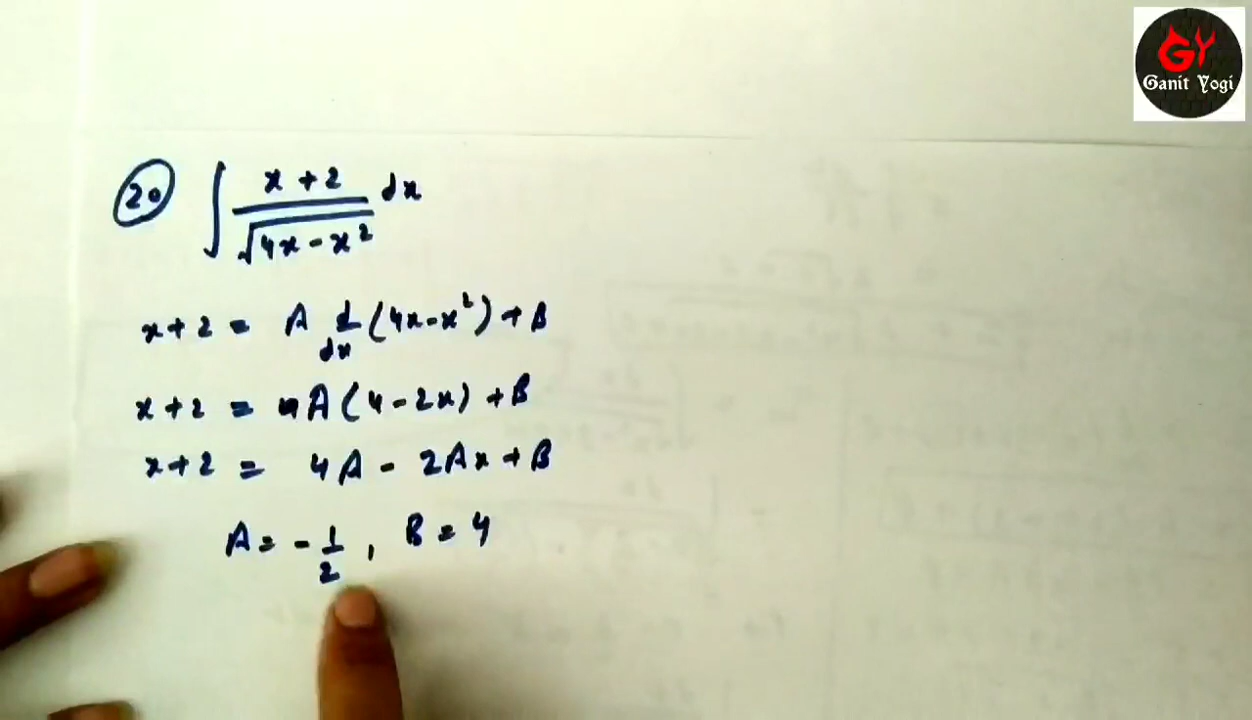 GY
Ganit Yogi
20 ∫ x+2 / √4x-x² dx
x+2 = A d/dx (4x-x²) + B
x+2 = A(4-2x) + B
x+2 = 4A - 2Ax + B
A = -1/2, B = 4